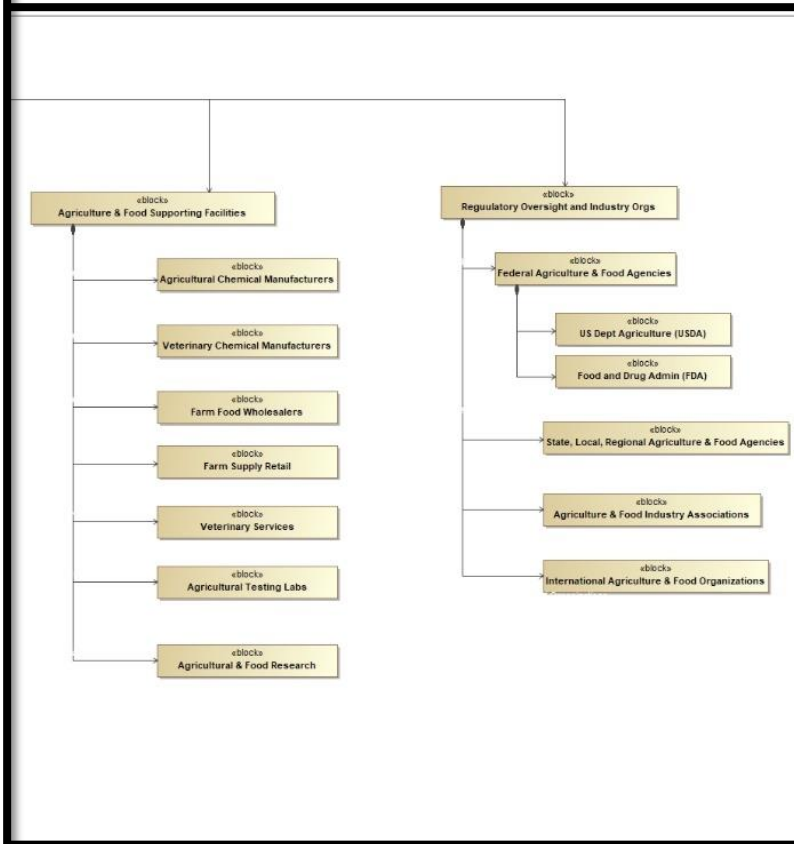 «block»
Agriculture & Food Supporting Facilities
«block»
Agricultural Chemical Manufacturers
«block»
Veterinary Chemical Manufacturers
«block»
Farm Food Wholesalers
«block»
Farm Supply Retail
«block»
Veterinary Services
«block»
Agricultural Testing Labs
«block»
Agricultural & Food Research
«block»
Reguulatory Oversight and Industry Orgs
«block»
Federal Agriculture & Food Agencies
«block»
US Dept Agriculture (USDA)
«block»
Food and Drug Admin (FDA)
«block»
State, Local, Regional Agriculture & Food Agencies
«block»
Agriculture & Food Industry Associations
«block»
International Agriculture & Food Organizations